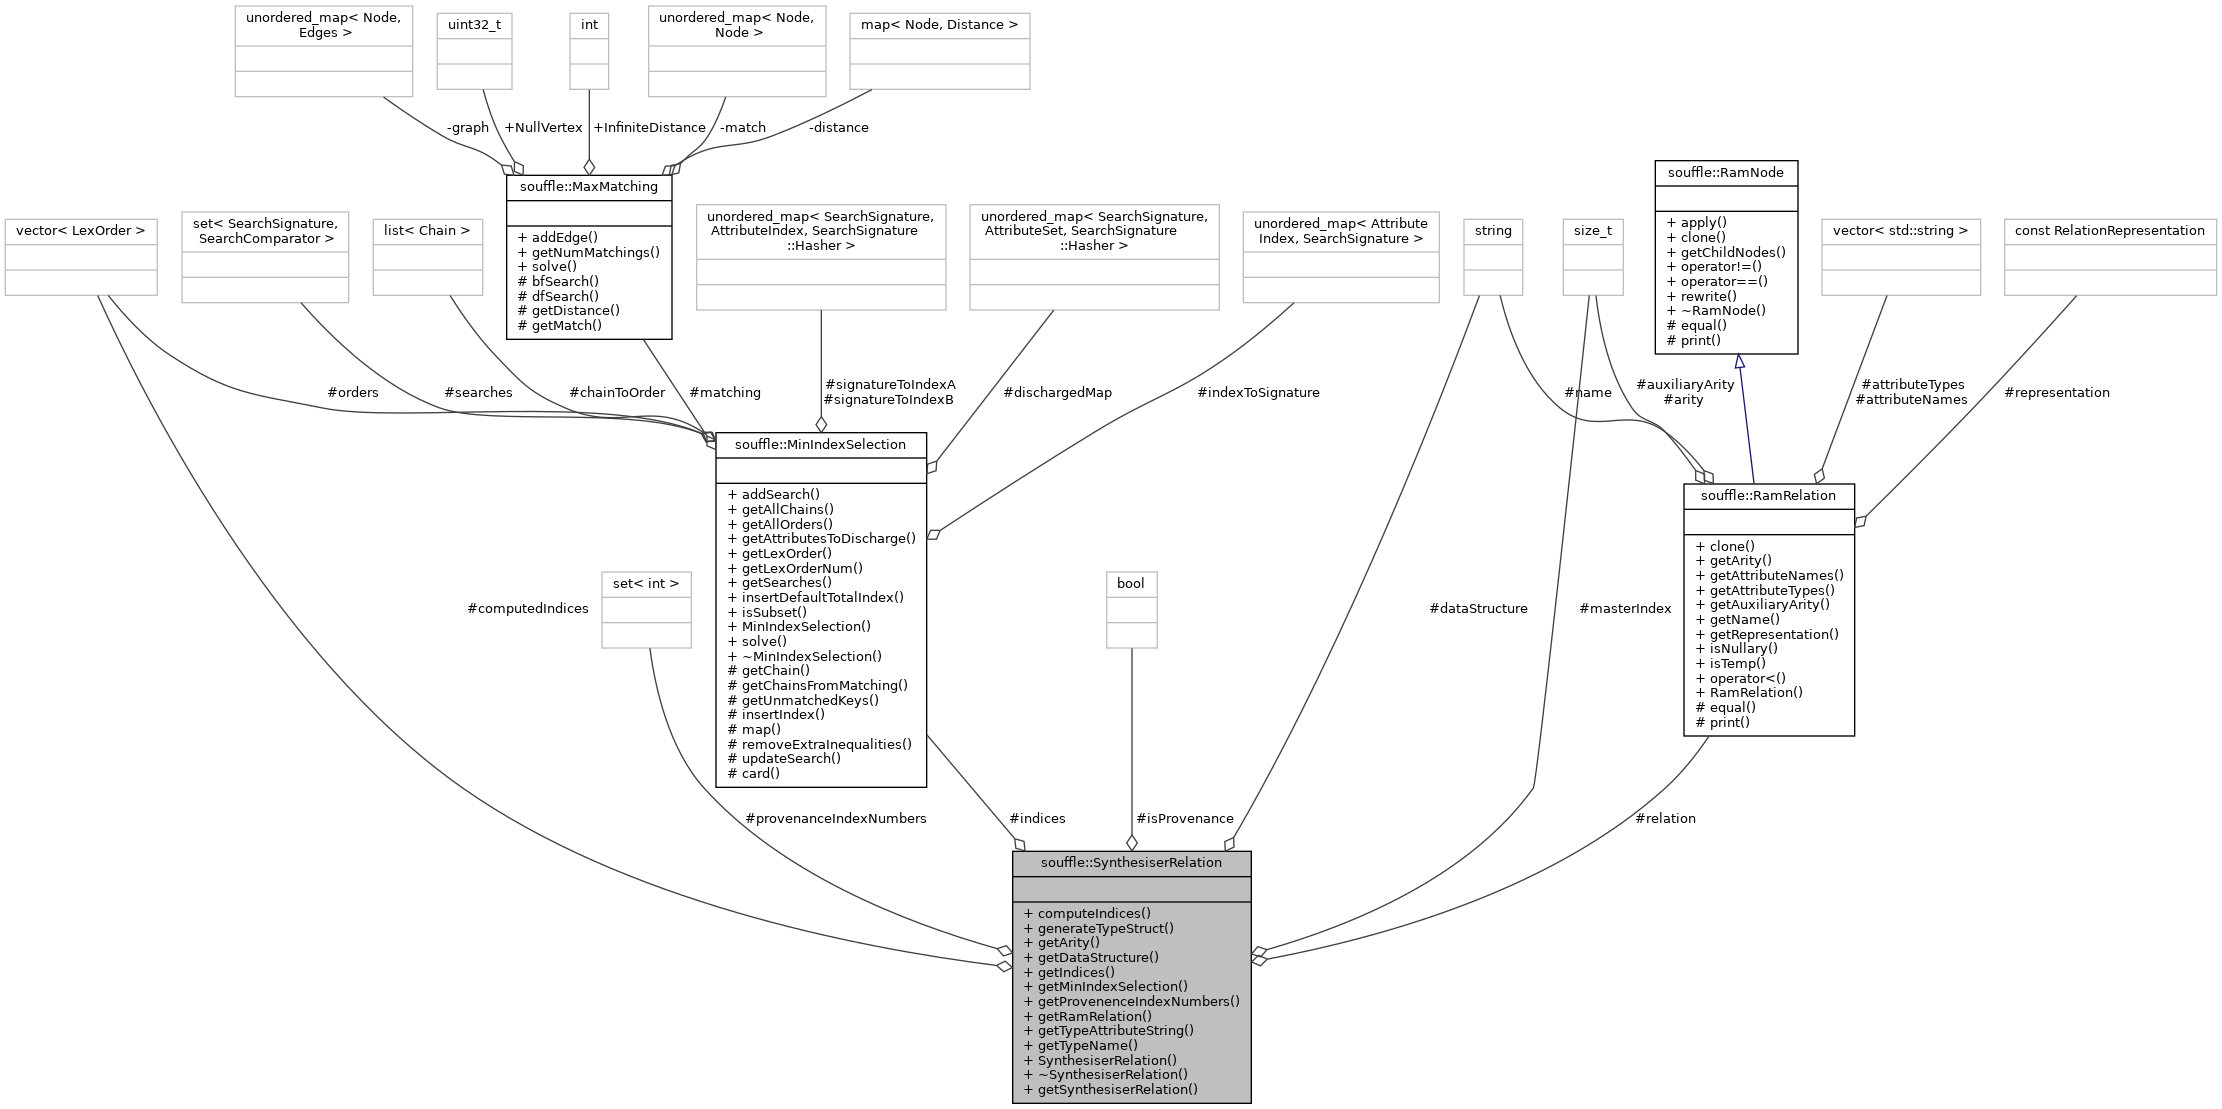 unordered_map< Node,
Edges >
uint32_t
int
unordered_map< Node,
Node >
map< Node, Distance >
-graph
+NullVertex
+InfiniteDistance
-match
-distance
souffle::MaxMatching
+ addEdge()
+ getNumMatchings()
+ solve()
# bfSearch()
# dfSearch()
# getDistance()
# getMatch()
souffle::RamNode
+ apply()
+ clone()
+ getChildNodes()
+ operator!=()
+ operator==()
+ rewrite()
+ ~RamNode()
# equal()
# print()
vector< LexOrder >
set< SearchSignature,
SearchComparator >
list< Chain >
unordered_map< SearchSignature,
AttributeIndex, SearchSignature
::Hasher >
unordered_map< SearchSignature,
AttributeSet, SearchSignature
::Hasher >
unordered_map< Attribute
Index, SearchSignature >
string
size_t
vector< std::string >
const RelationRepresentation
#orders
#searches
#chainToOrder
#matching
#signatureToIndexA
#signatureToIndexB
#dischargedMap
#indexToSignature
#name
#auxiliaryArity
#arity
#attributeTypes
#attributeNames
#representation
souffle::MinIndexSelection
+ addSearch()
+ getAllChains()
+ getAllOrders()
+ getAttributesToDischarge()
+ getLexOrder()
+ getLexOrderNum()
+ getSearches()
+ insertDefaultTotalIndex()
+ isSubset()
+ MinIndexSelection()
+ solve()
+ ~MinIndexSelection()
# getChain()
# getChainsFromMatching()
# getUnmatchedKeys()
# insertIndex()
# map()
# removeExtraInequalities()
# updateSearch()
# card()
souffle::RamRelation
+ clone()
+ getArity()
+ getAttributeNames()
+ getAttributeTypes()
+ getAuxiliaryArity()
+ getName()
+ getRepresentation()
+ isNullary()
+ isTemp()
+ operator<()
+ RamRelation()
# equal()
# print()
#computedIndices
set< int >
bool
#dataStructure
#masterIndex
#provenanceIndexNumbers
#indices
#isProvenance
#relation
souffle::SynthesiserRelation
+ computeIndices()
+ generateTypeStruct()
+ getArity()
+ getDataStructure()
+ getIndices()
+ getMinIndexSelection()
+ getProvenenceIndexNumbers()
+ getRamRelation()
+ getTypeAttributeString()
+ getTypeName()
+ SynthesiserRelation()
+ ~SynthesiserRelation()
+ getSynthesiserRelation()